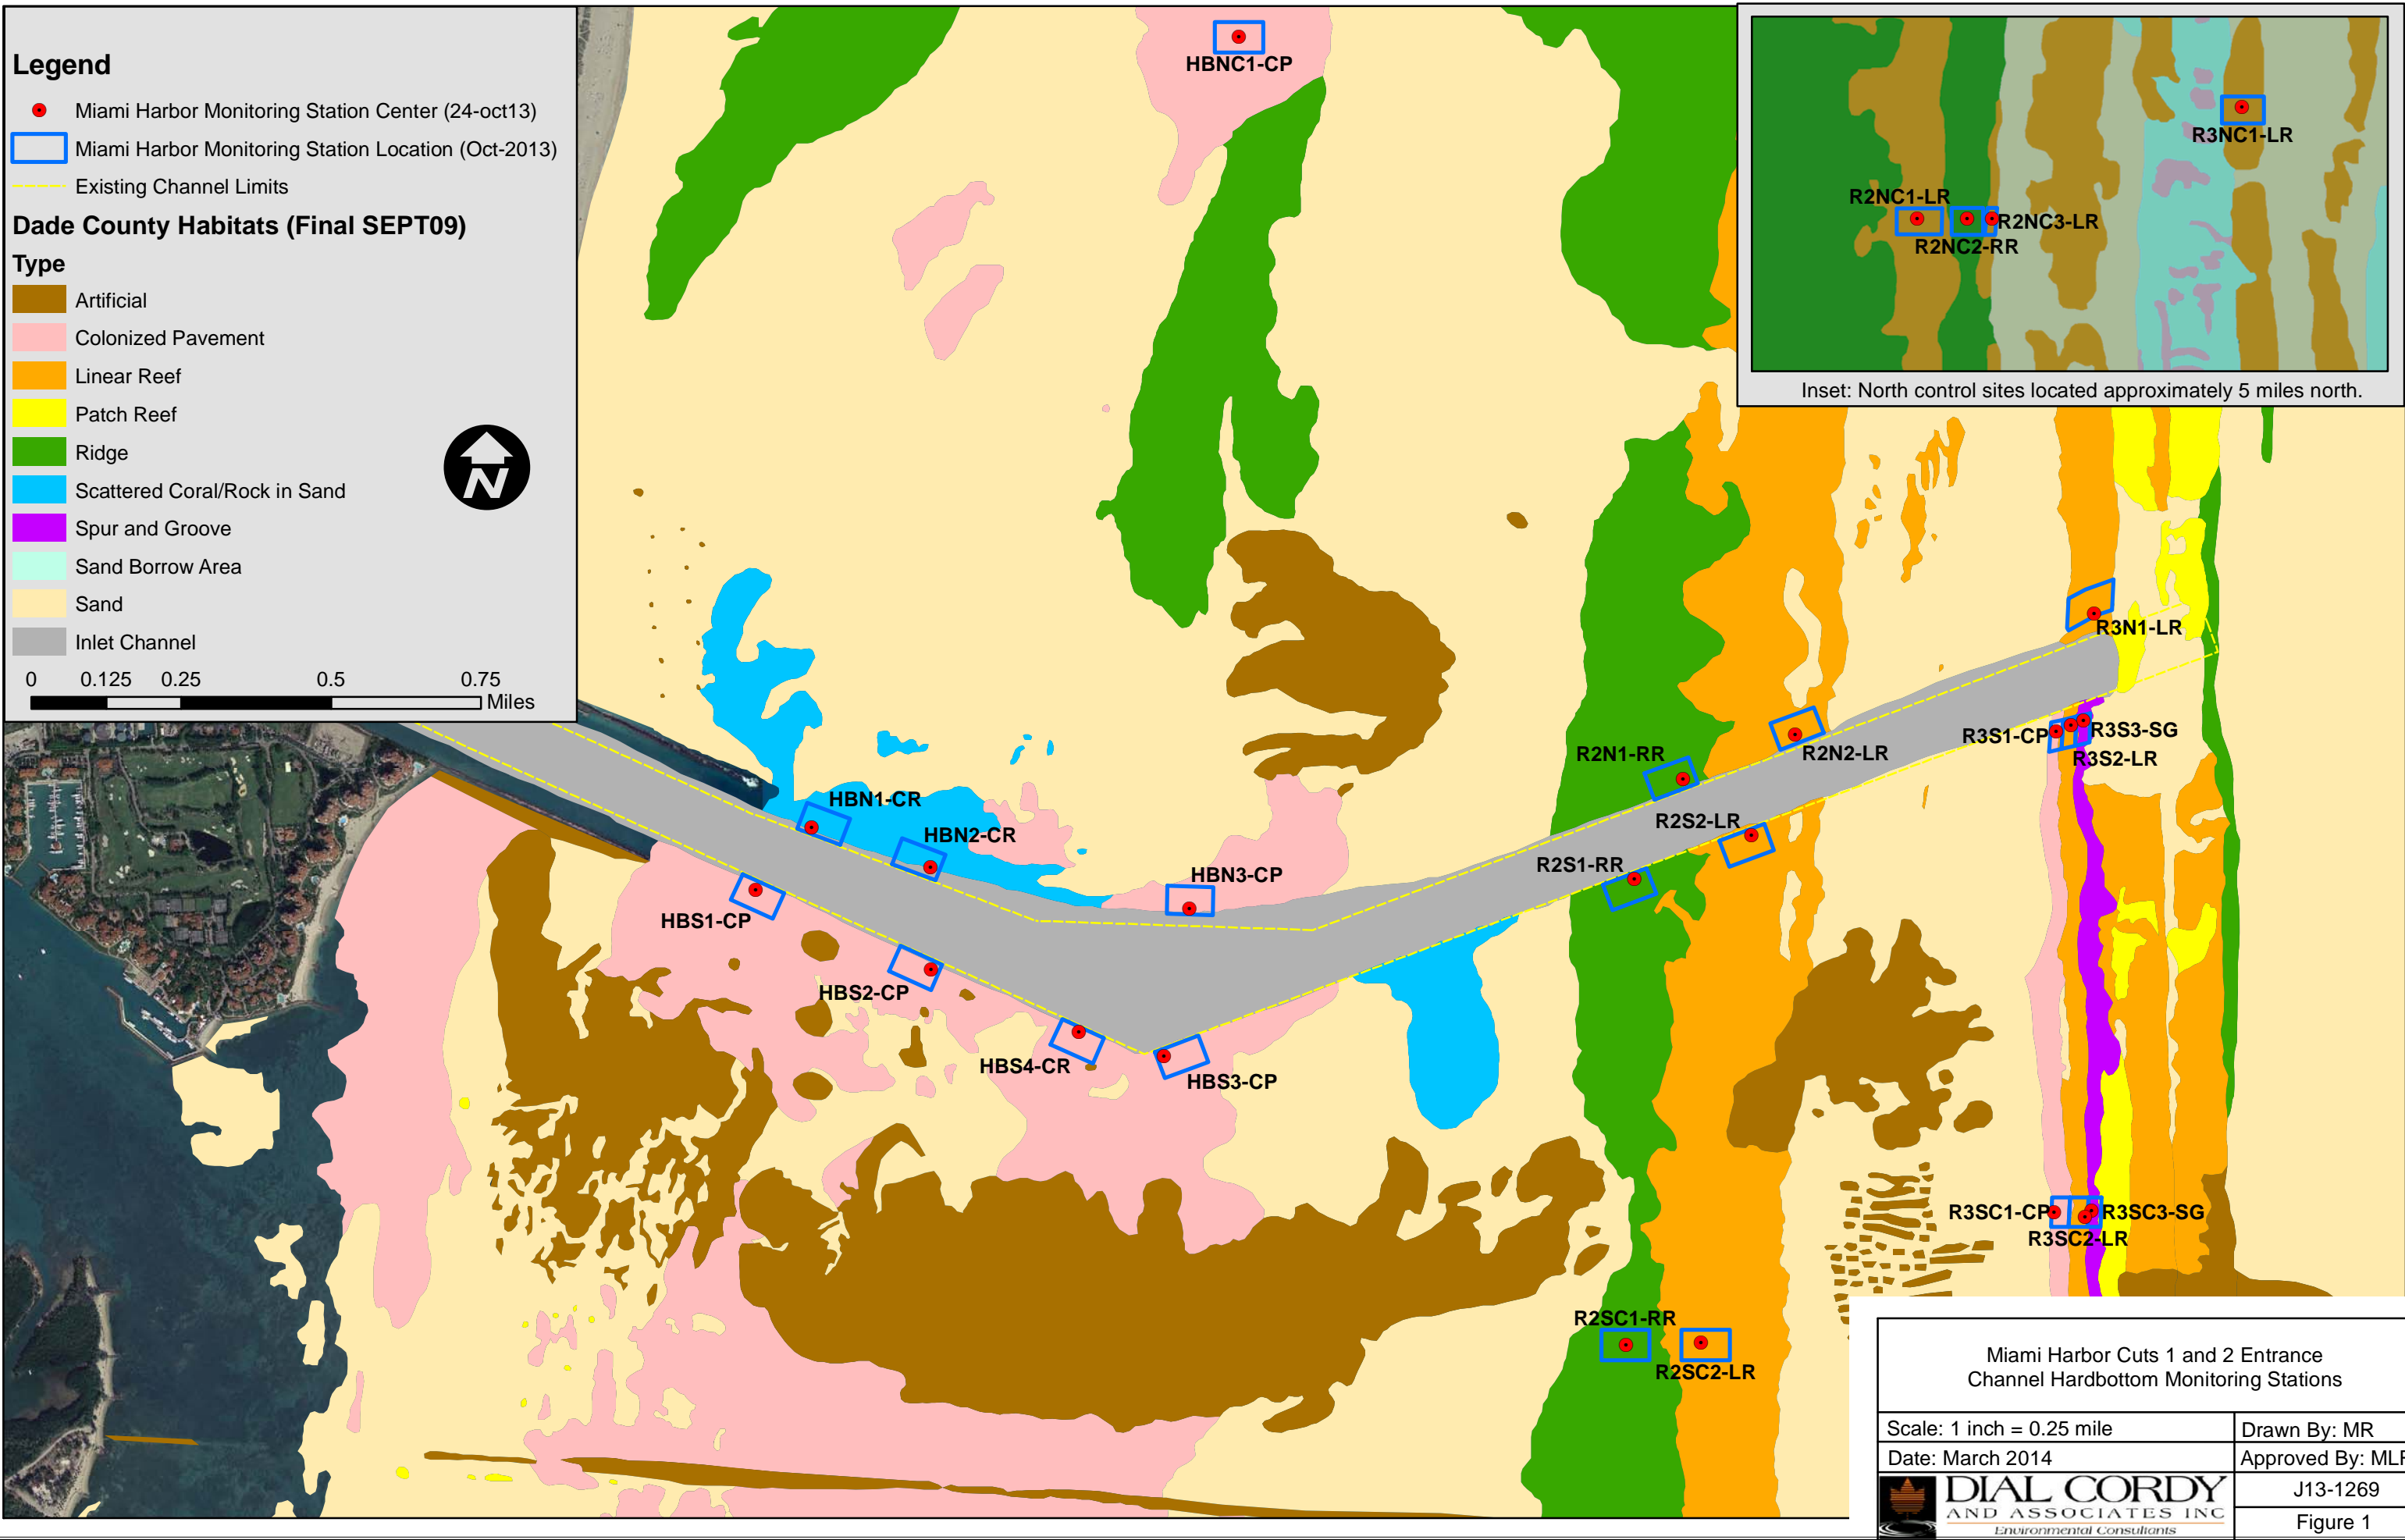 Legend
Miami Harbor Monitoring Station Center (24-oct13)
Miami Harbor Monitoring Station Location (Oct-2013)
Existing Channel Limits
Dade County Habitats (Final SEPT09)
Type
Artificial
Colonized Pavement
Linear Reef
Patch Reef
Ridge
Scattered Coral/Rock in Sand
Spur and Groove
Sand Borrow Area
Sand
Inlet Channel
N
0 0.125 0.25 0.5 0.75
Miles
HBNC1-CP
R3NC1-LR
R2NC1-LR
R2NC3-LR
R2NC2-RR
Inset: North control sites located approximately 5 miles north.
R3N1-LR
R3S1-CP
R3S3-SG
R3S2-LR
R2N1-RR
R2N2-LR
HBN1-CR
HBN2-CR
R2S2-LR
R2S1-RR
HBN3-CP
HBS1-CP
HBS2-CP
HBS4-CR
HBS3-CP
R3SC1-CP
R3SC3-SG
R3SC2-LR
R2SC1-RR
R2SC2-LR
Miami Harbor Cuts 1 and 2 Entrance
Channel Hardbottom Monitoring Stations
Scale: 1 inch = 0.25 mile
Drawn By: MR
Date: March 2014
Approved By:
DIAL CORDY
AND ASSOCIATES INC
Environmental Consultants
J13-1269
Figure 1